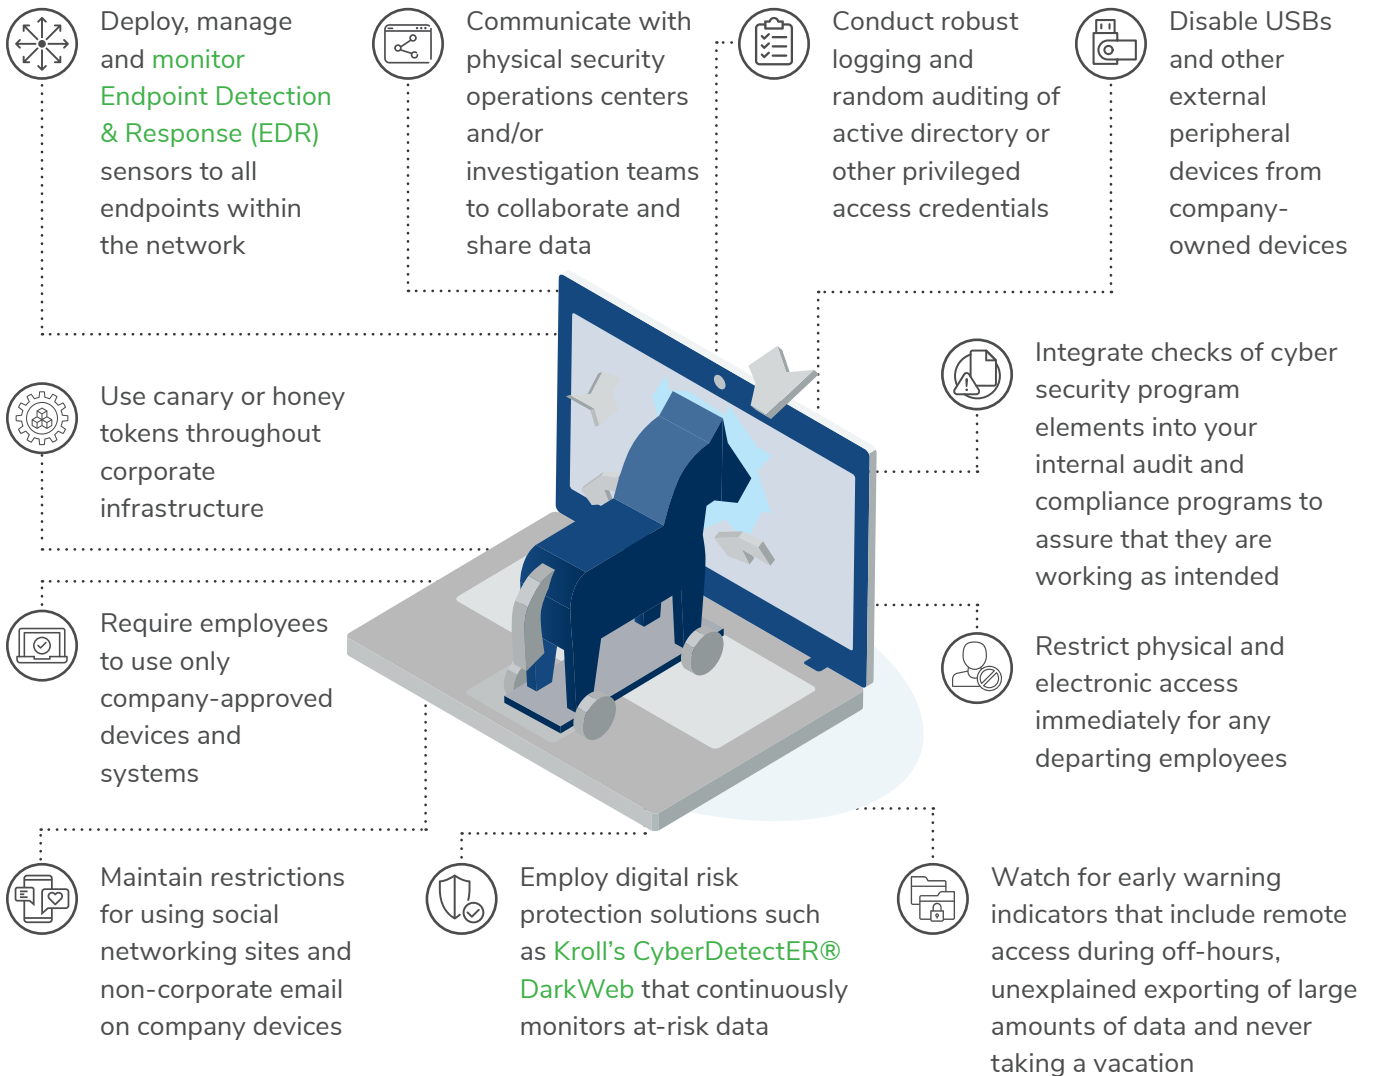 Deploy, manage
and monitor
Endpoint Detection
& Response (EDR)
sensors to all
endpoints within
the network
Communicate with
physical security
operations centers
and/or
investigation teams
to collaborate and
share data
Conduct robust
logging and
random auditing of
active directory or
other privileged
access credentials
Disable USBs
and other
external
peripheral
devices from
company-
owned devices
Use canary or honey
tokens throughout
corporate
infrastructure
Integrate checks of cyber
security program
elements into your
internal audit and
compliance programs to
assure that they are
working as intended
Require employees
to use only
company-approved
devices and
systems
Restrict physical and
electronic access
immediately for any
departing employees
Maintain restrictions
for using social
networking sites and
non-corporate email
on company devices
Employ digital risk
protection solutions such
as Kroll’s CyberDetectER®
DarkWeb that continuously
monitors at-risk data
Watch for early warning
indicators that include remote
access during off-hours,
unexplained exporting of large
amounts of data and never
taking a vacation